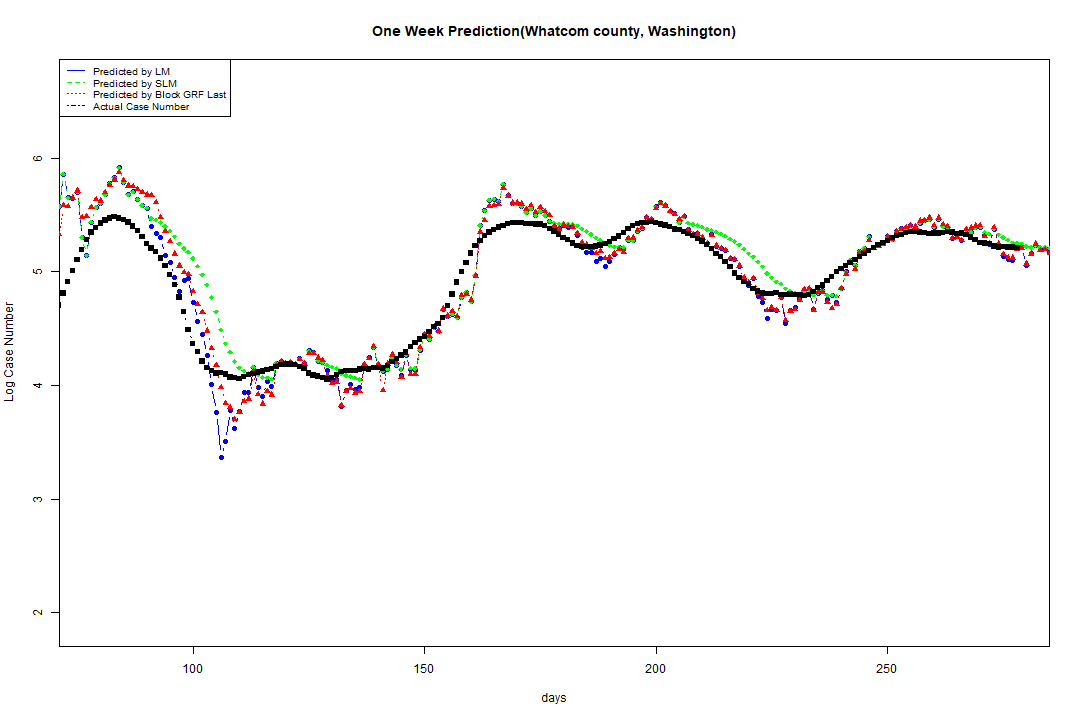 One Week Prediction(Whatcom county, Washington)
Predicted by LM
Predicted by SLM
Predicted by Block GRF Last
Actual Case Number
6
5
4
3
2
Log Case Number
100 150 200 250
days